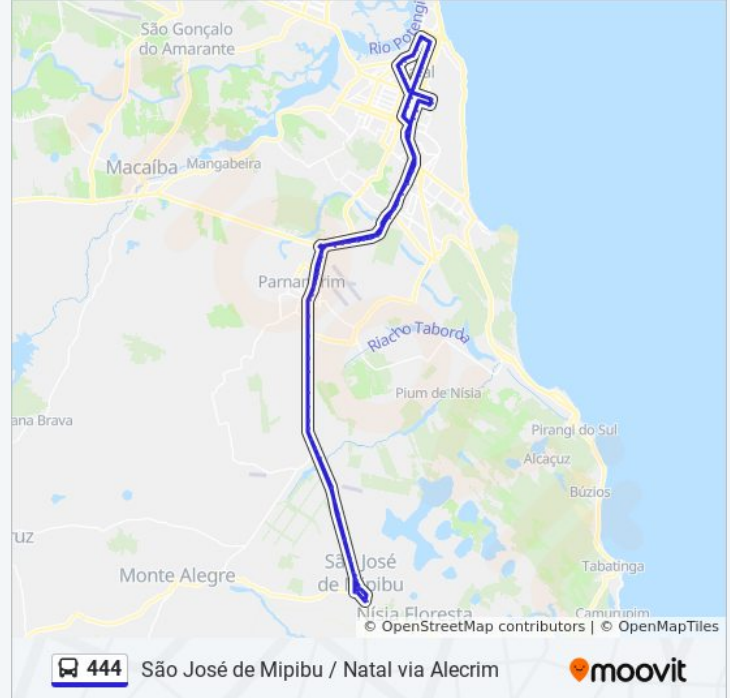 São Gonçalo
do Amarante
Rio Potengi
Natal
Macaíba
Mangabeira
Parnamirim
Riacho Taborda
Pium de Nísia
ana Brava
Pirangi do Sul
Alcaçuz
Búzios
uz
São José
de Mipibu
Monte Alegre
Tabatinga
Nísia Floresta
Camurupim
© OpenStreetMap contributors | © OpenMapTiles
444 São José de Mipibu / Natal via Alecrim
moovit